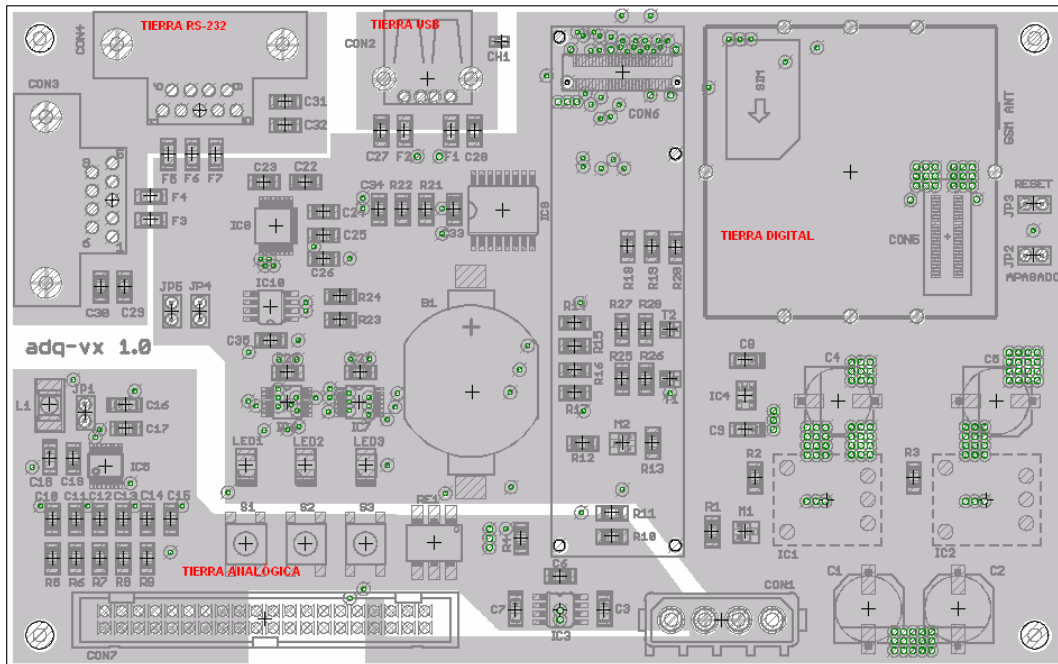 TIERRA RS-232
TIERRA USB
CON4
CON2
CH1
CON3
SIM
GSM ANT
C31
C32
CON6
C27
F2
F1
C28
F5
F6
F7
C23
C22
F4
F3
C34
R22
R21
C33
IC9
IC8
C24
C25
C26
RESET
JP3
TIERRA DIGITAL
CON5
JP2
APAGADO
R18
R19
R20
C30
C29
JP5
JP4
IC10
R24
R23
B1
R14
R27
R28
T2
R15
C35
adq-vx 1.0
R16
R25
R26
T1
R17
C8
C4
C5
IC4
C9
L1
JP1
C16
C17
IC7
LED1
LED2
LED3
M2
R12
R13
IC5
C18
C19
R2
R3
C10
C11
C12
C13
C14
C15
S1
S2
S3
RE1
R11
R10
R1
M1
IC1
IC2
R5
R6
R7
R8
R9
TIERRA ANALOGICA
C6
C7
IC3
C3
CON1
C1
C2
CON7